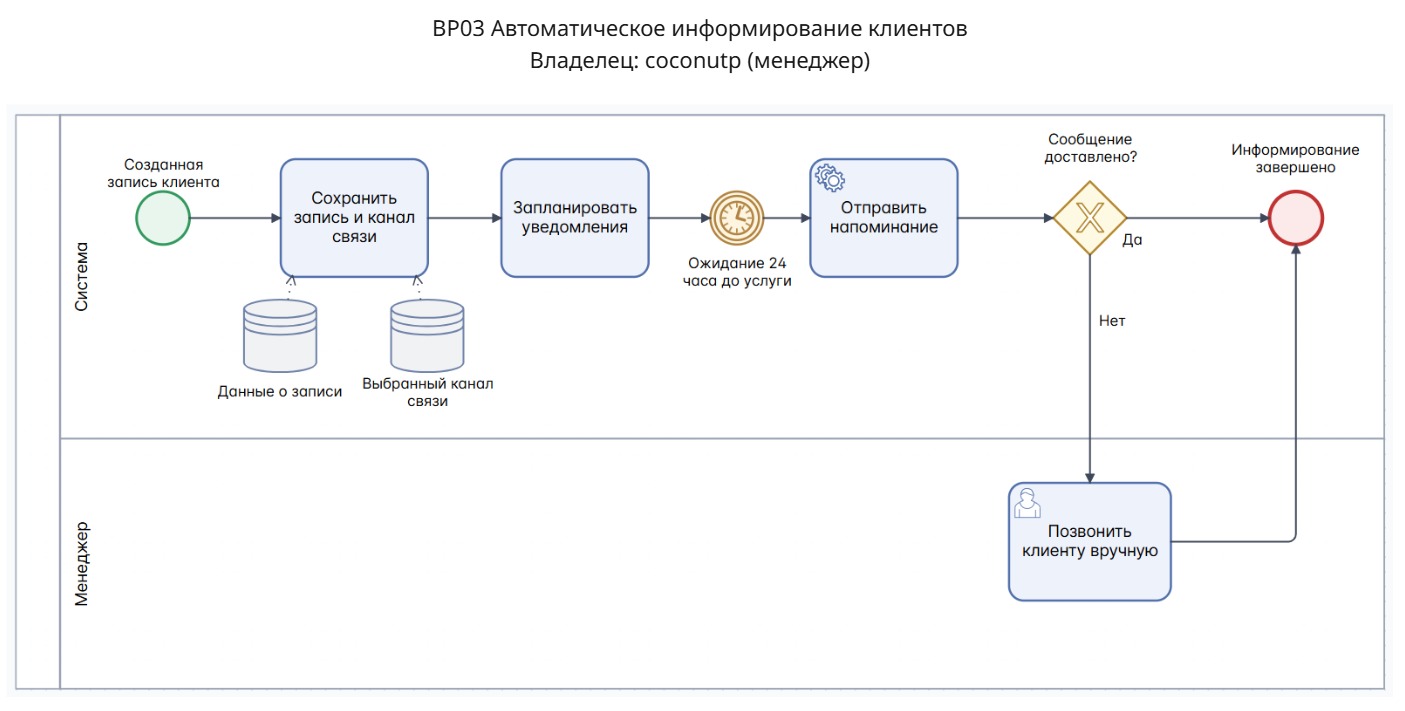 BP03 Автоматическое информирование клиентов
Владелец: coconutp (менеджер)
Система
Созданная
запись клиента
Сохранить
запись и канал
связи
Данные о записи
Выбранный канал
связи
Запланировать
уведомления
Ожидание 24
часа до услуги
Отправить
напоминание
Сообщение
доставлено?
Да
Нет
Информирование
завершено
Менеджер
Позвонить
клиенту вручную